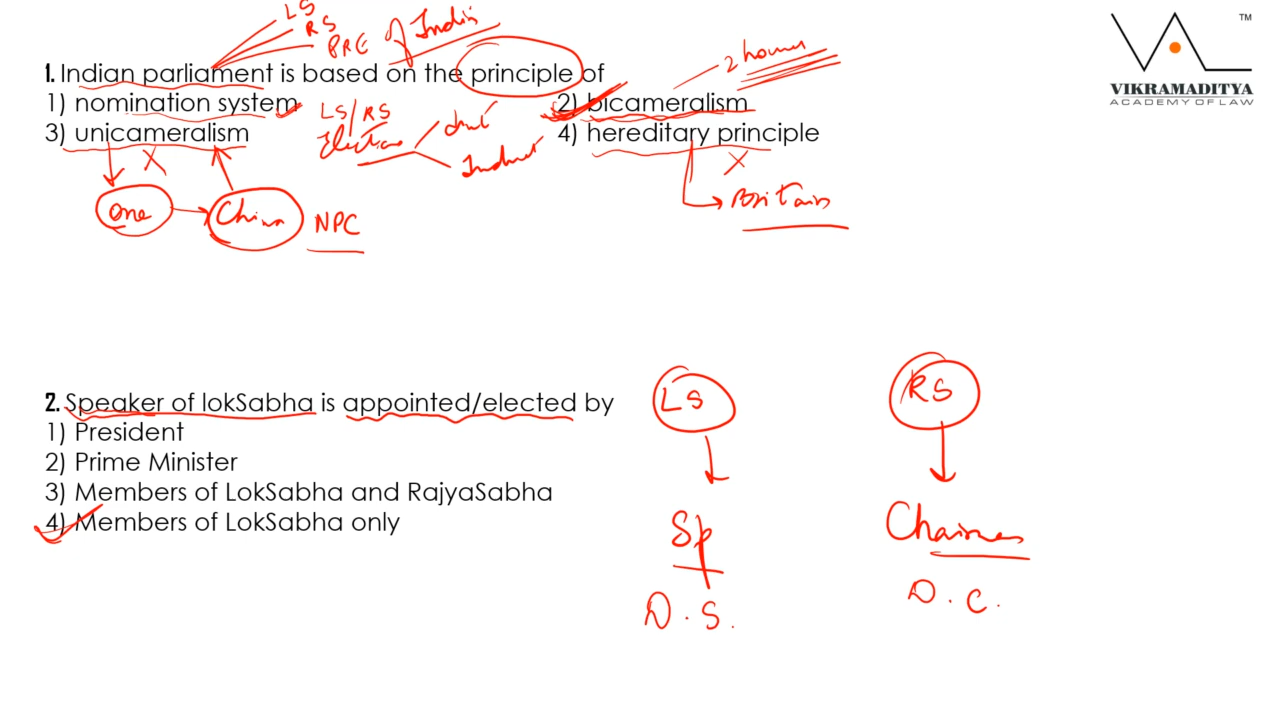 LS
RS
PRE of India
TM
1. Indian parliament is based on the principle of
2 houses
1) nomination system
2) bicameralism
LS/RS
Elections
direct
Indirect
3) unicameralism
4) hereditary principle
X
X
one
China
NPC
Britain
VIKRAMADITYA
ACADEMY OF LAW
2. Speaker of lokSabha is appointed/elected by
1) President
2) Prime Minister
3) Members of LokSabha and RajyaSabha
4) Members of LokSabha only
LS
RS
Sp
Chairman
D.S.
D.C.